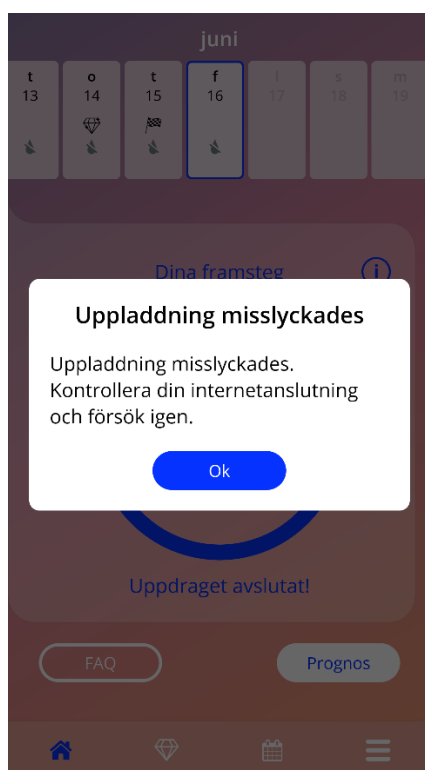 juni
t o t f l s m
13 14 15 16 17 18 19
Dina framsteg
i
Uppladdning misslyckades
Uppladdning misslyckades.
Kontrollera din internetanslutning
och försök igen.
Ok
Uppdraget avslutat!
FAQ Prognos